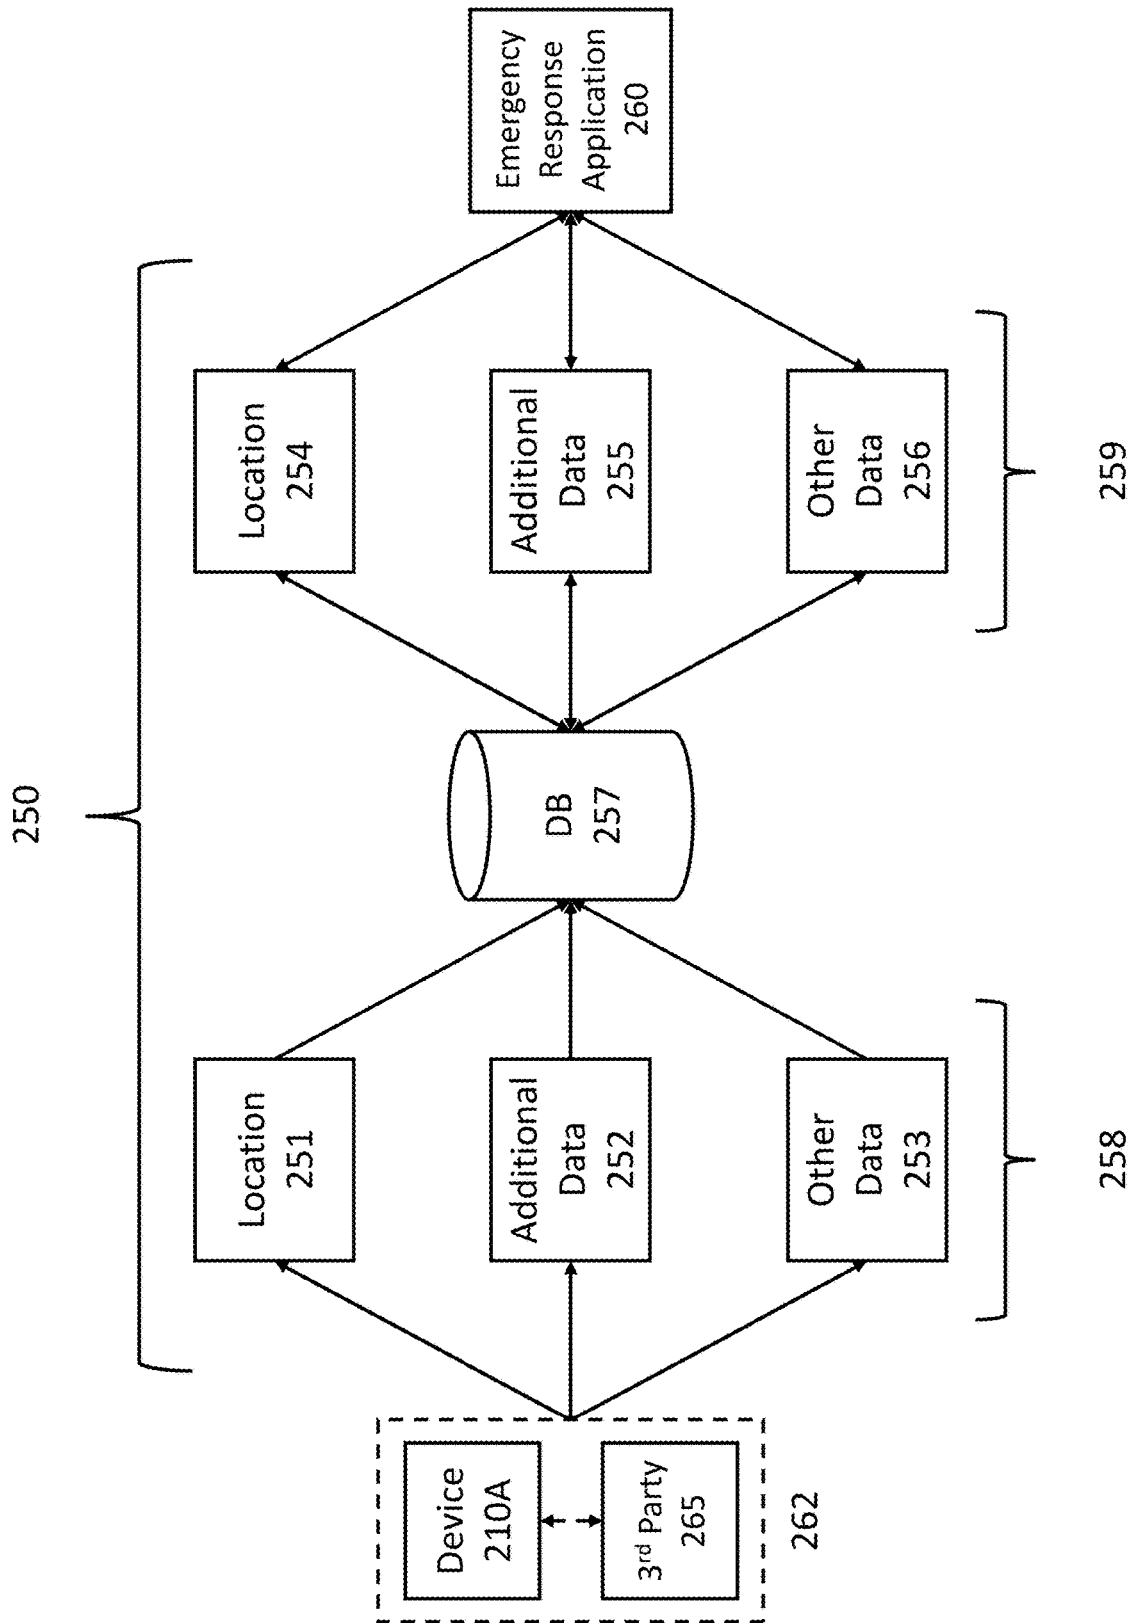 250
Device
210A
3rd Party
265
262
Location
251
Additional
Data
252
Other
Data
253
258
DB
257
Location
254
Additional
Data
255
Other
Data
256
259
Emergency
Response
Application
260